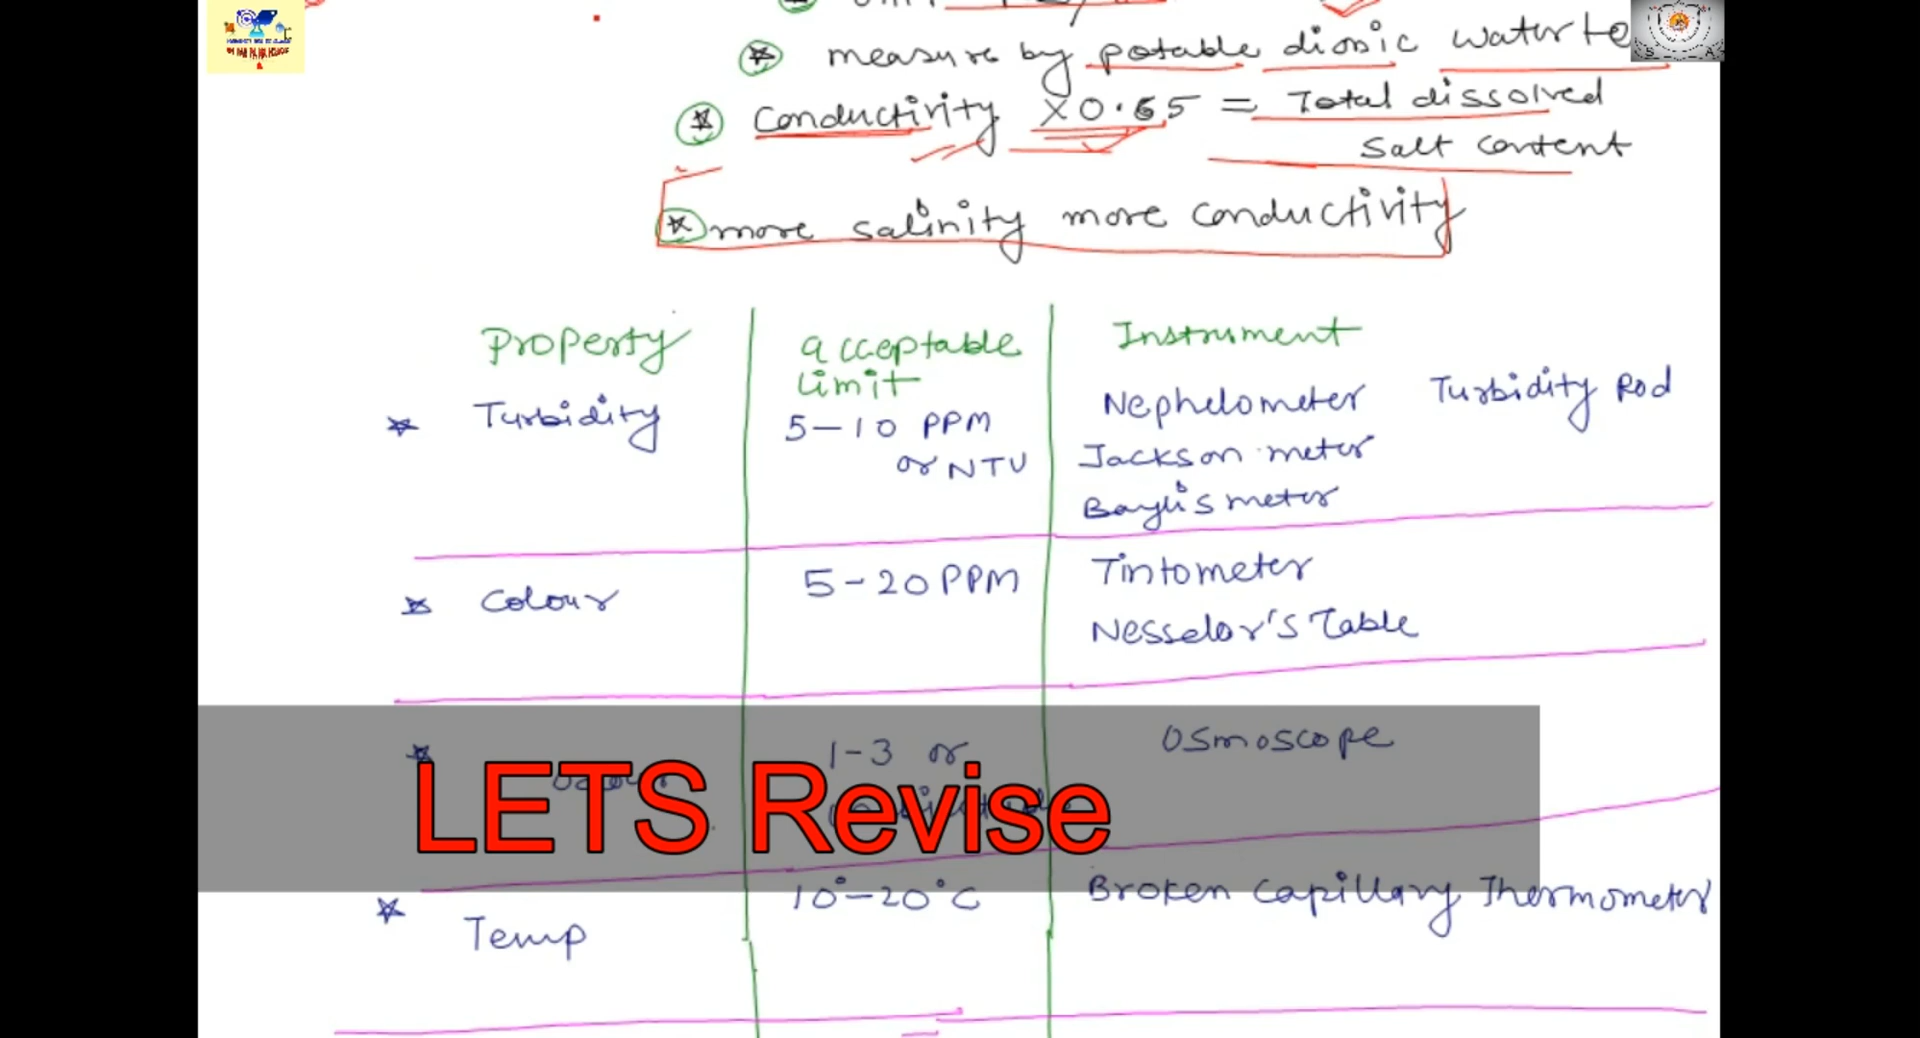 measure by potable dionic water te
Conductivity X0.65 = Total dissolved
Salt content
more salinity more conductivity
Property acceptable limit Instrument
Turbidity 5-10 PPM or NTU Nephelometer Turbidity Rod
Jackson meter
Baylis meter
Colour 5-20 PPM Tintometer
Nesselor's Table
1-3 or Osmoscope
LETS Revise
Temp 10°-20°C Broken Capillary Thermometer